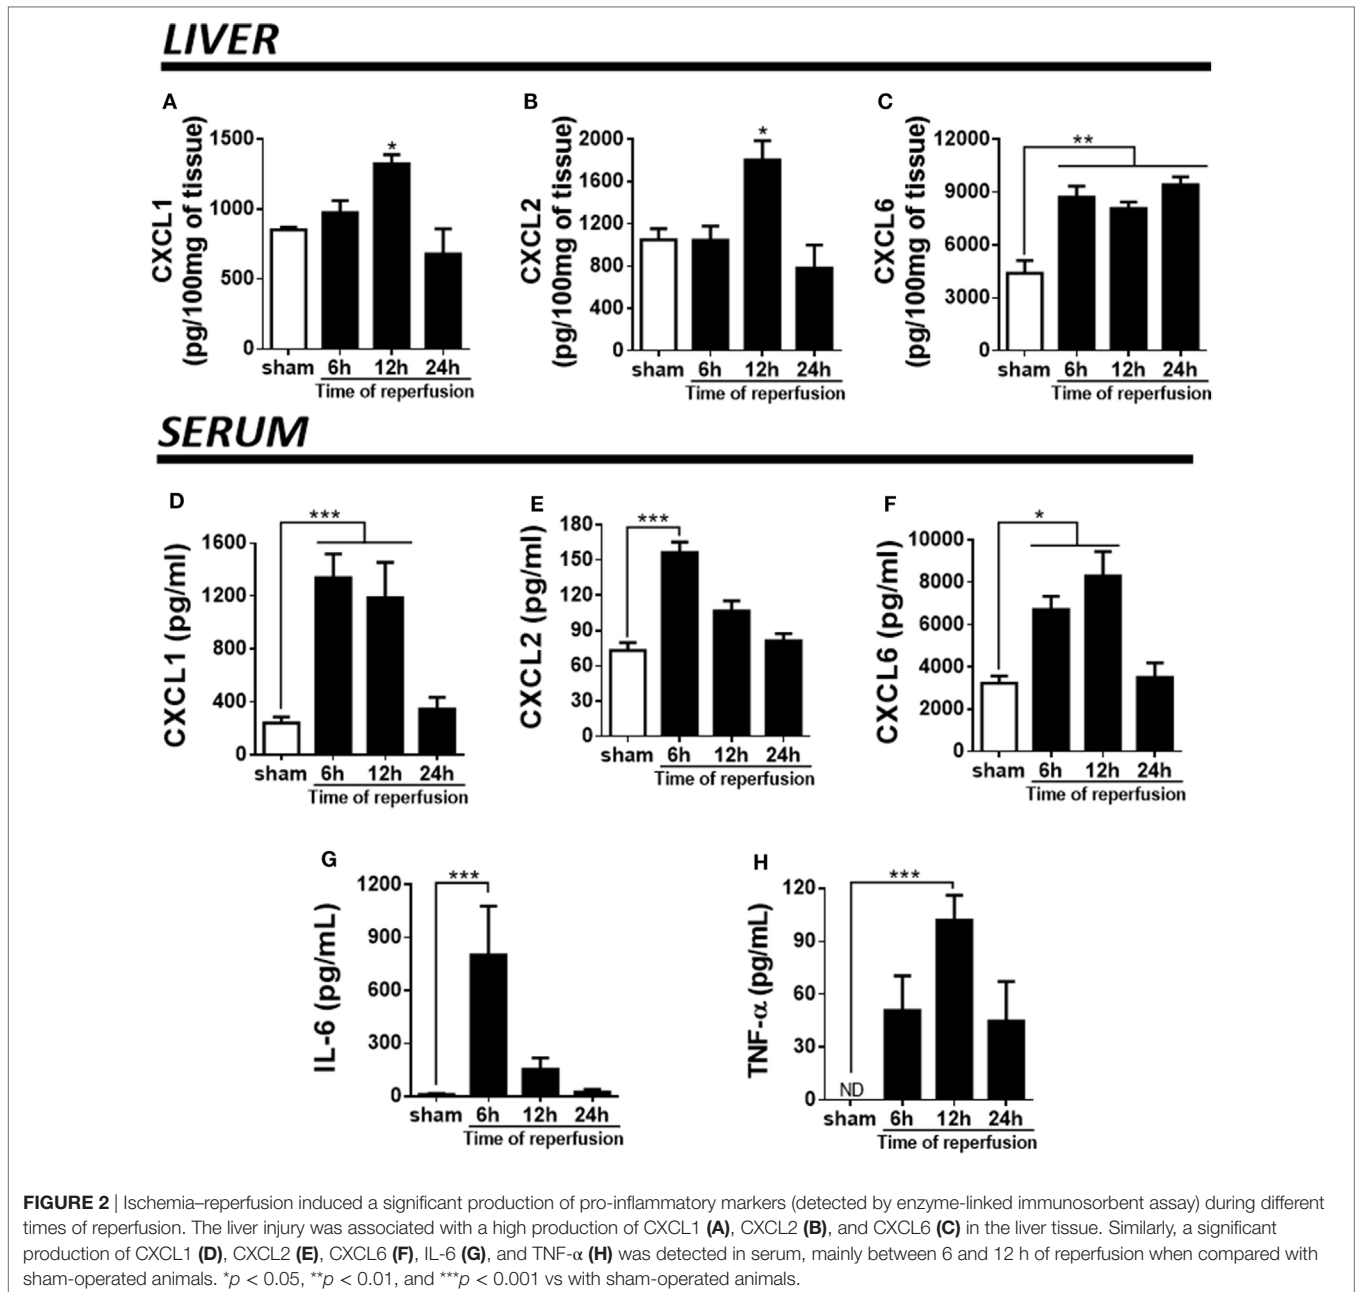 LIVER
A
CXCL1
(pg/100mg of tissue)
1500
1000
500
0
*
sham 6h 12h 24h
Time of reperfusion
B
CXCL2
(pg/100mg of tissue)
2000
1600
1200
800
400
0
*
sham 6h 12h 24h
Time of reperfusion
C
CXCL6
(pg/100mg of tissue)
12000
9000
6000
3000
0
**
sham 6h 12h 24h
Time of reperfusion
SERUM
D
CXCL1 (pg/ml)
1600
1200
800
400
0
***
sham 6h 12h 24h
Time of reperfusion
E
CXCL2 (pg/ml)
180
150
120
90
60
30
0
***
sham 6h 12h 24h
Time of reperfusion
F
CXCL6 (pg/ml)
10000
8000
6000
4000
2000
0
*
sham 6h 12h 24h
Time of reperfusion
G
IL-6 (pg/mL)
1200
900
600
300
0
***
sham 6h 12h 24h
Time of reperfusion
H
TNF-α (pg/mL)
120
90
60
30
0
***
ND
sham 6h 12h 24h
Time of reperfusion
FIGURE 2 | Ischemia–reperfusion induced a significant production of pro-inflammatory markers (detected by enzyme-linked immunosorbent assay) during different
times of reperfusion. The liver injury was associated with a high production of CXCL1 (A), CXCL2 (B), and CXCL6 (C) in the liver tissue. Similarly, a significant
production of CXCL1 (D), CXCL2 (E), CXCL6 (F), IL-6 (G), and TNF-α (H) was detected in serum, mainly between 6 and 12 h of reperfusion when compared with
sham-operated animals. *p < 0.05, **p < 0.01, and ***p < 0.001 vs with sham-operated animals.